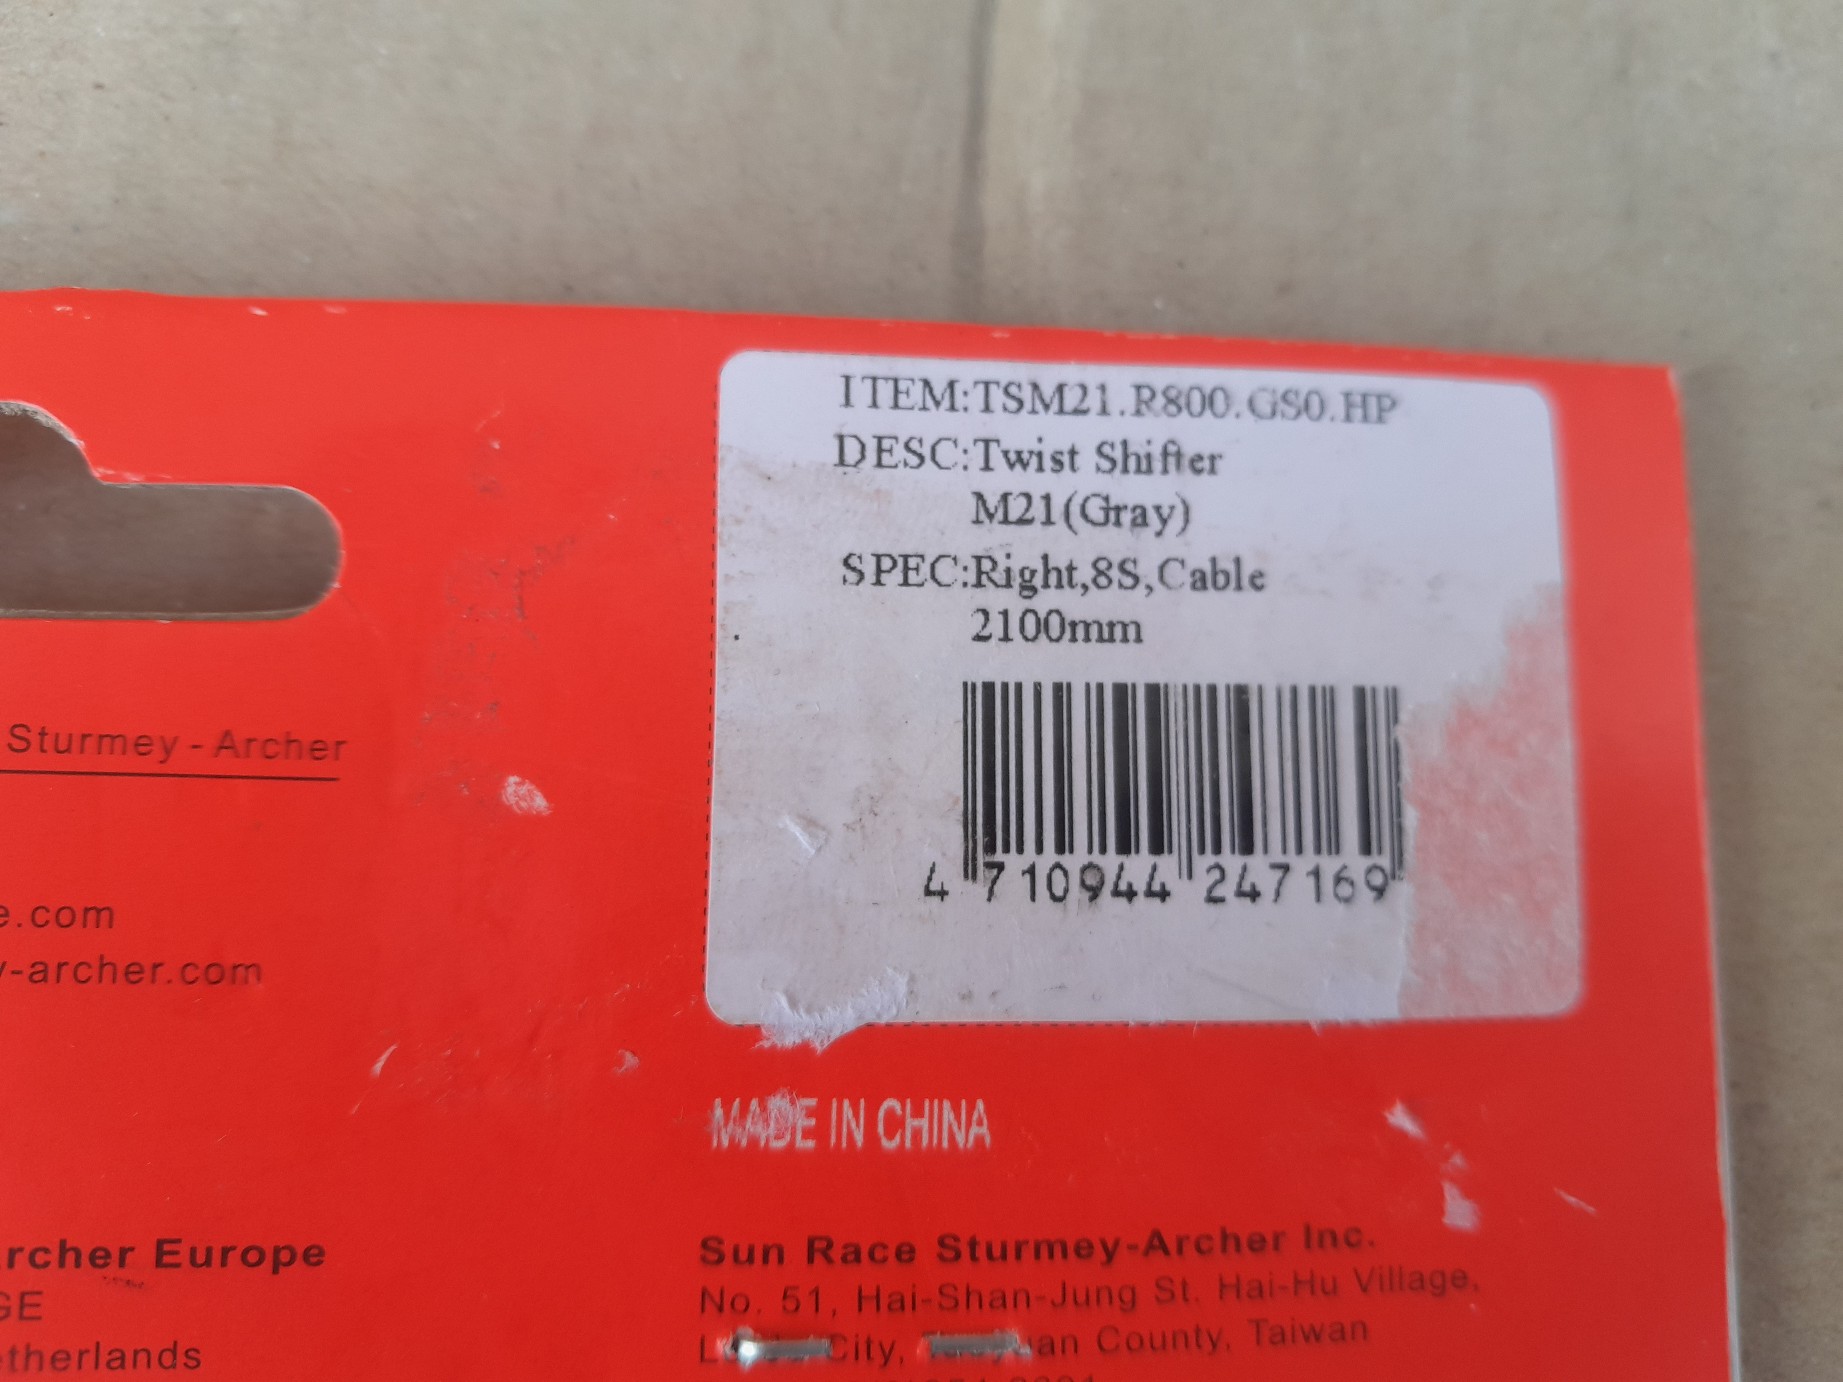 ITEM:TSM21.R800.GS0.HP
DESC:Twist Shifter
M21(Gray)
SPEC:Right,8S,Cable
2100mm
4 710944 247169
Sturmey-Archer
e.com
y-archer.com
MADE IN CHINA
rcher Europe
GE
etherlands
Sun Race Sturmey-Archer Inc.
No. 51, Hai-Shan-Jung St. Hai-Hu Village,
City, County, Taiwan